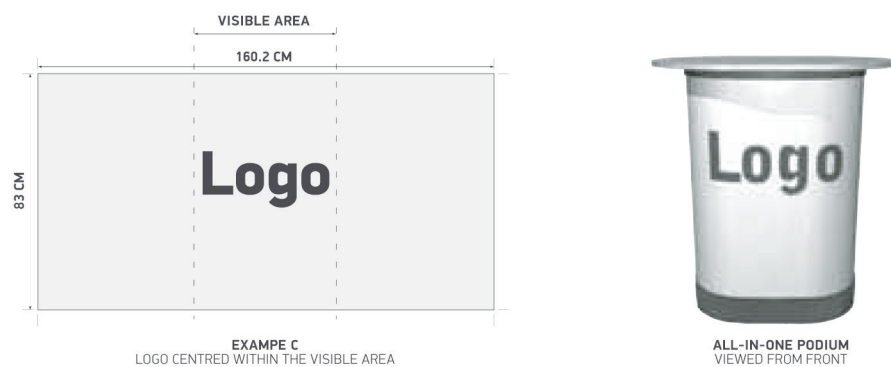 VISIBLE AREA
160.2 CM
83 CM
Logo
EXAMPE C
LOGO CENTRED WITHIN THE VISIBLE AREA
Logo
ALL-IN-ONE PODIUM
VIEWED FROM FRONT